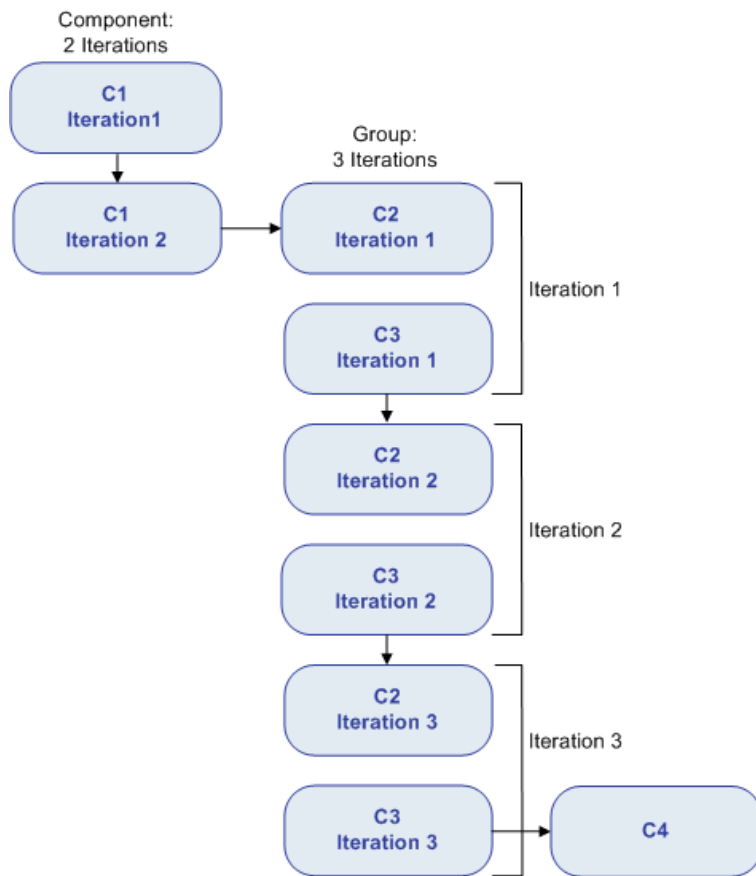 Component:
2 Iterations
C1
Iteration1
Group:
3 Iterations
C1
Iteration 2
C2
Iteration 1
Iteration 1
C3
Iteration 1
C2
Iteration 2
Iteration 2
C3
Iteration 2
C2
Iteration 3
Iteration 3
C3
Iteration 3
C4